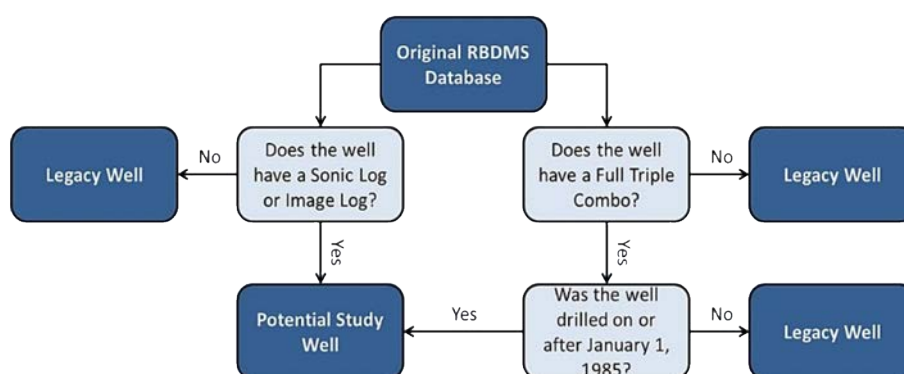 Original RBDMS
Database
No
Does the well
have a Sonic Log
or Image Log?
Legacy Well
Does the well
have a Full Triple
Combo?
No
Legacy Well
Yes
Yes
Potential Study
Well
Yes
Was the well
drilled on or
after January 1,
1985?
No
Legacy Well